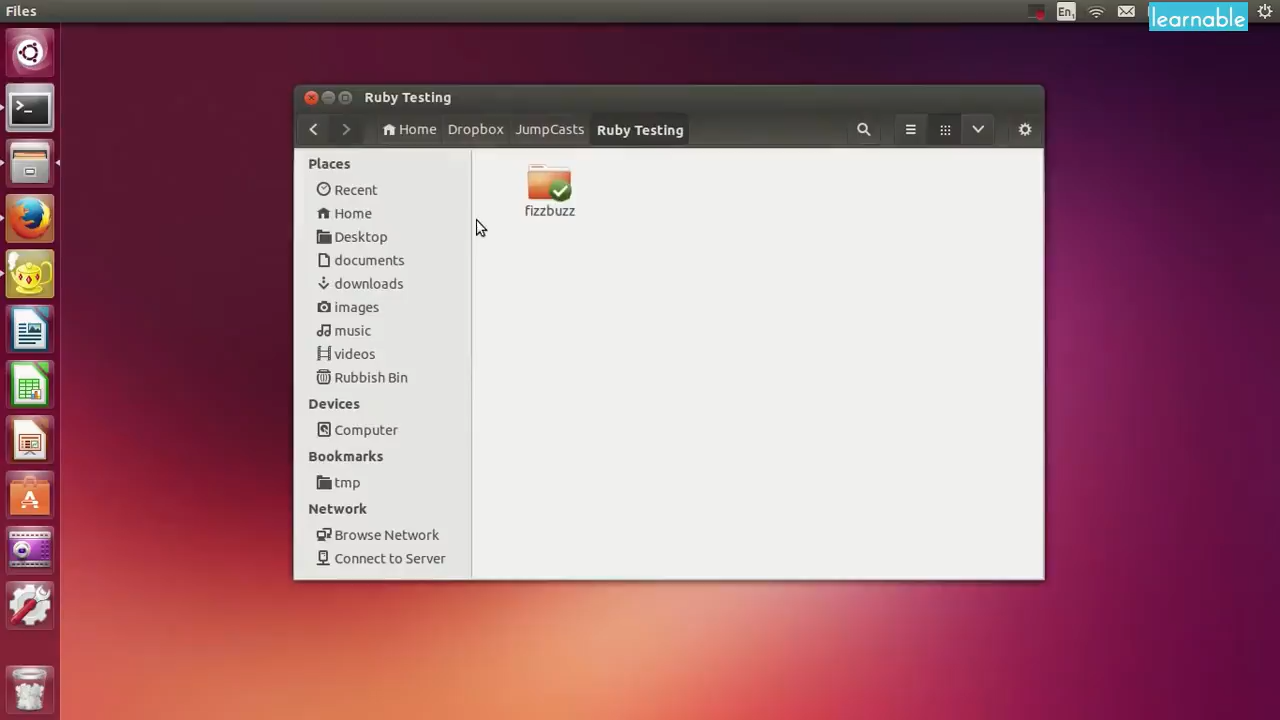 Files
En1
learnable
Ruby Testing
Home Dropbox JumpCasts Ruby Testing
Places
Recent
Home
Desktop
documents
downloads
images
music
videos
Rubbish Bin
Devices
Computer
Bookmarks
tmp
Network
Browse Network
Connect to Server
fizzbuzz